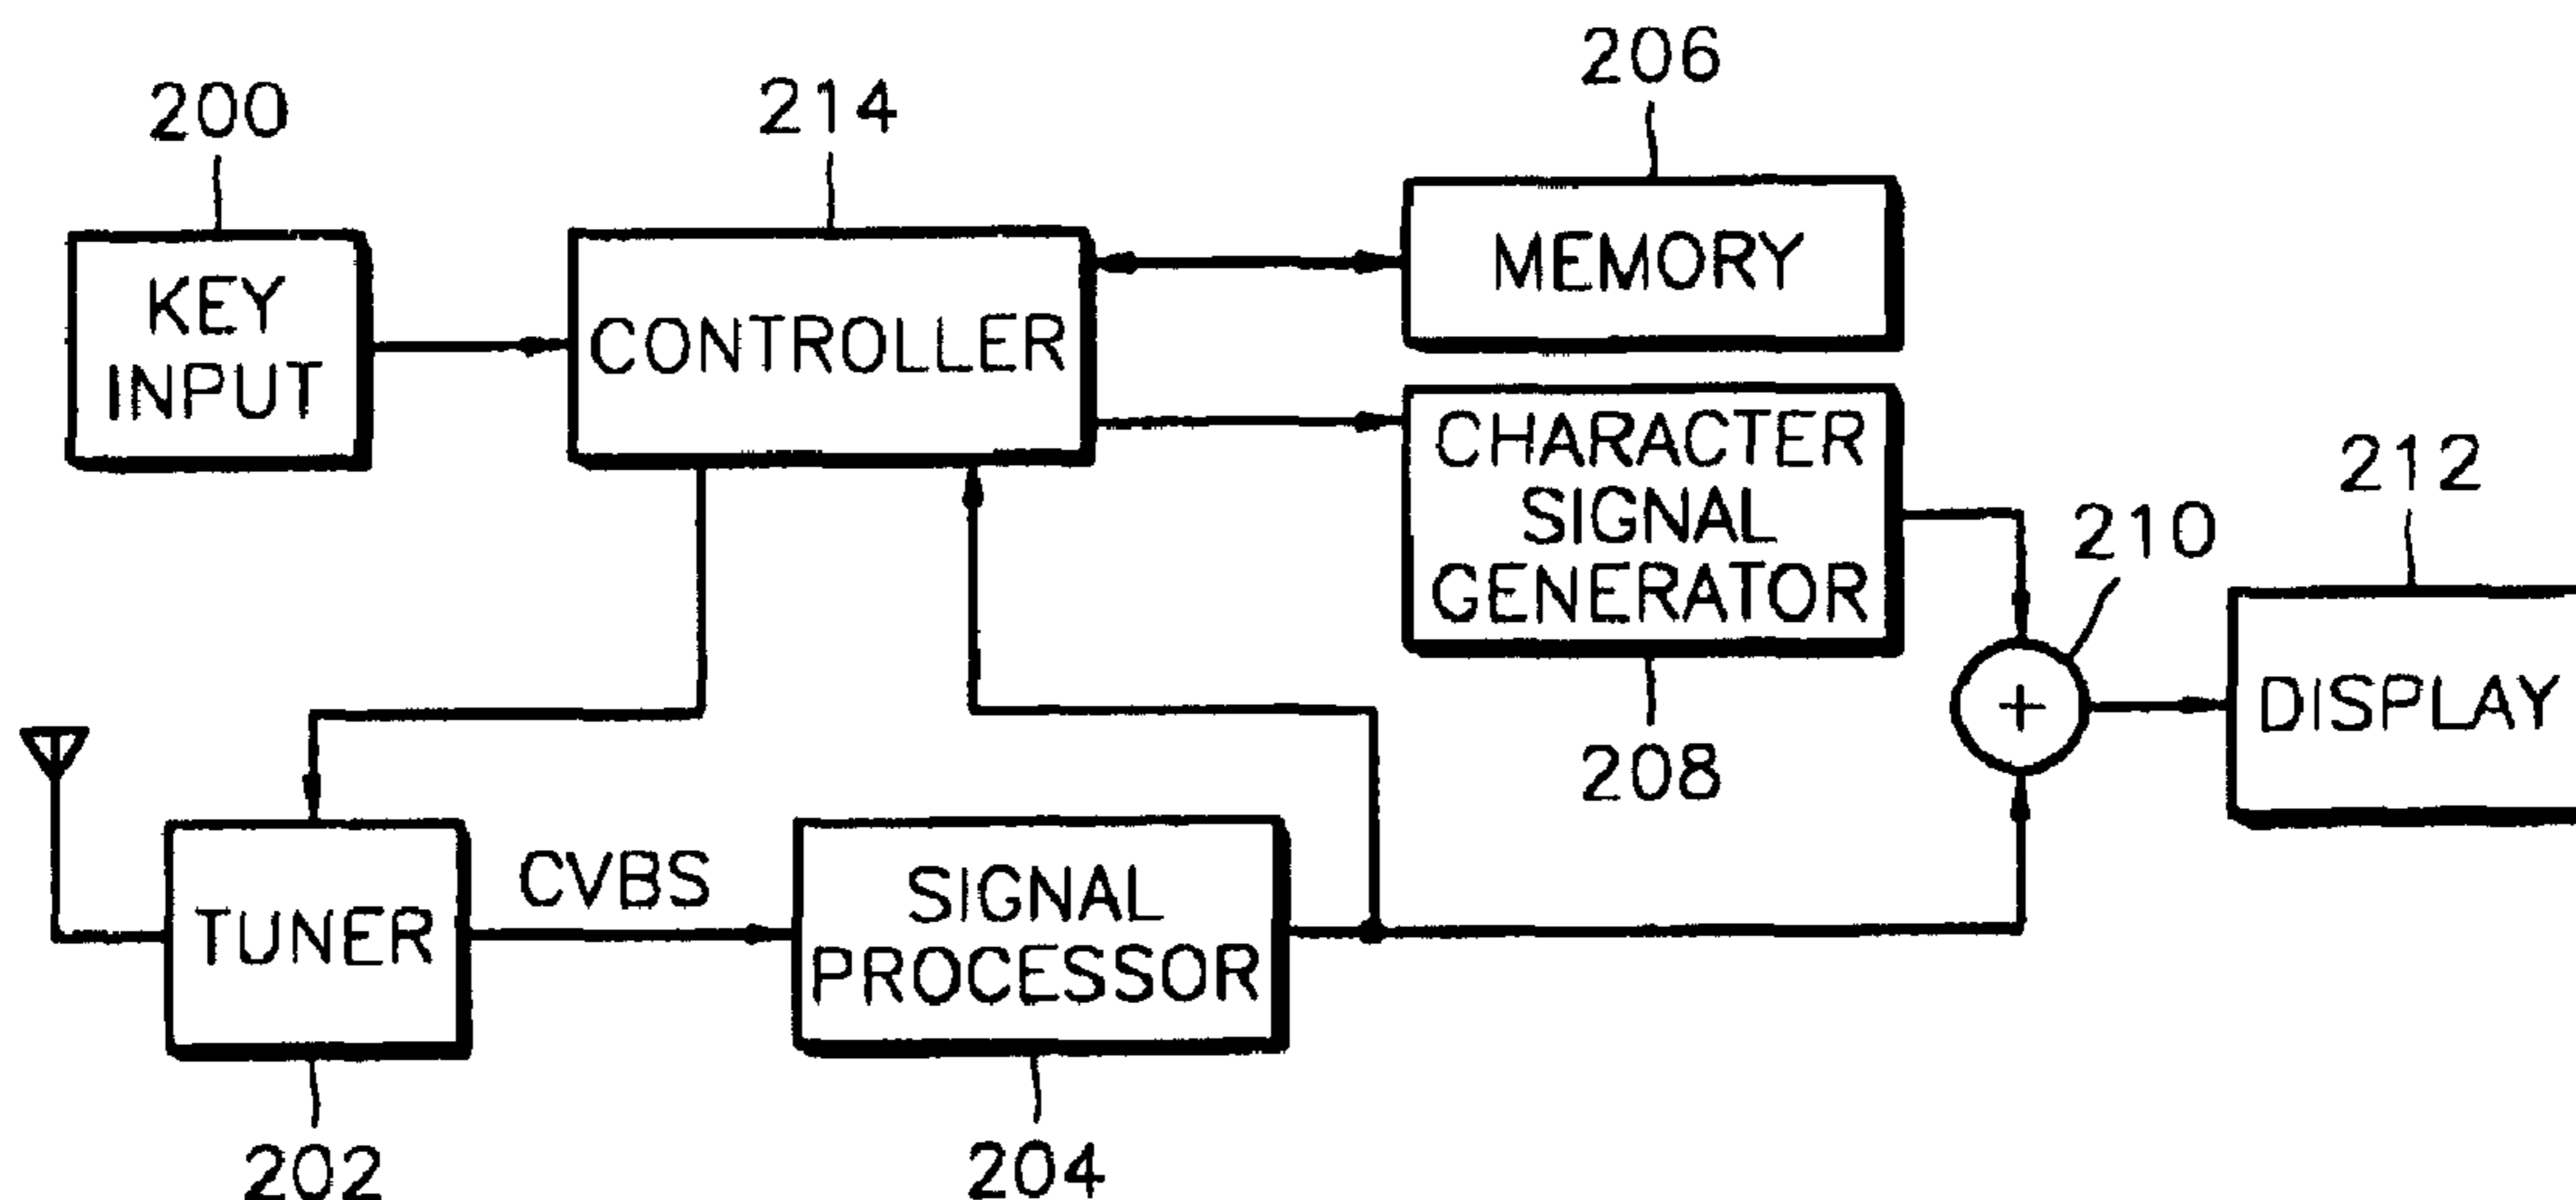 200
214
206
KEY
INPUT
CONTROLLER
MEMORY
CHARACTER
SIGNAL
GENERATOR
208
210
212
DISPLAY
+
TUNER
202
CVBS
SIGNAL
PROCESSOR
204